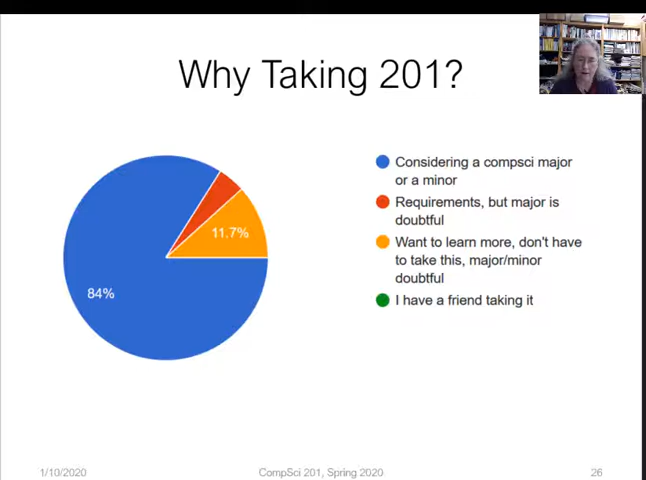 Why Taking 201?
Considering a compsci major
or a minor
Requirements, but major is
doubtful
Want to learn more, don't have
to take this, major/minor
doubtful
I have a friend taking it
11.7%
84%
1/10/2020
CompSci 201, Spring 2020
26